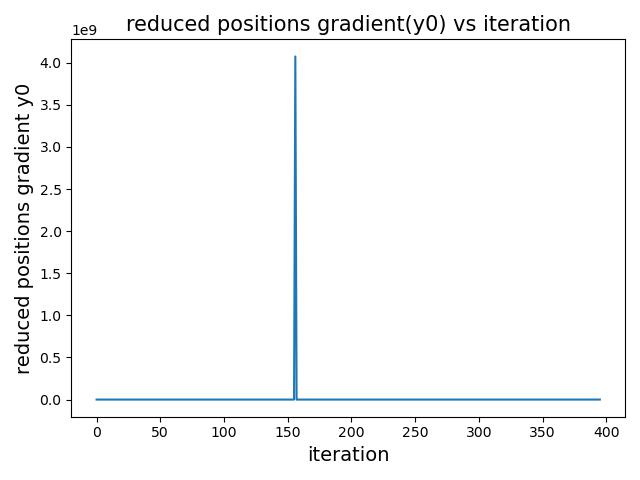 reduced positions gradient(y0) vs iteration
1e9
4.0
3.5
3.0
2.5
2.0
1.5
1.0
0.5
0.0
reduced positions gradient y0
0 50 100 150 200 250 300 350 400
iteration